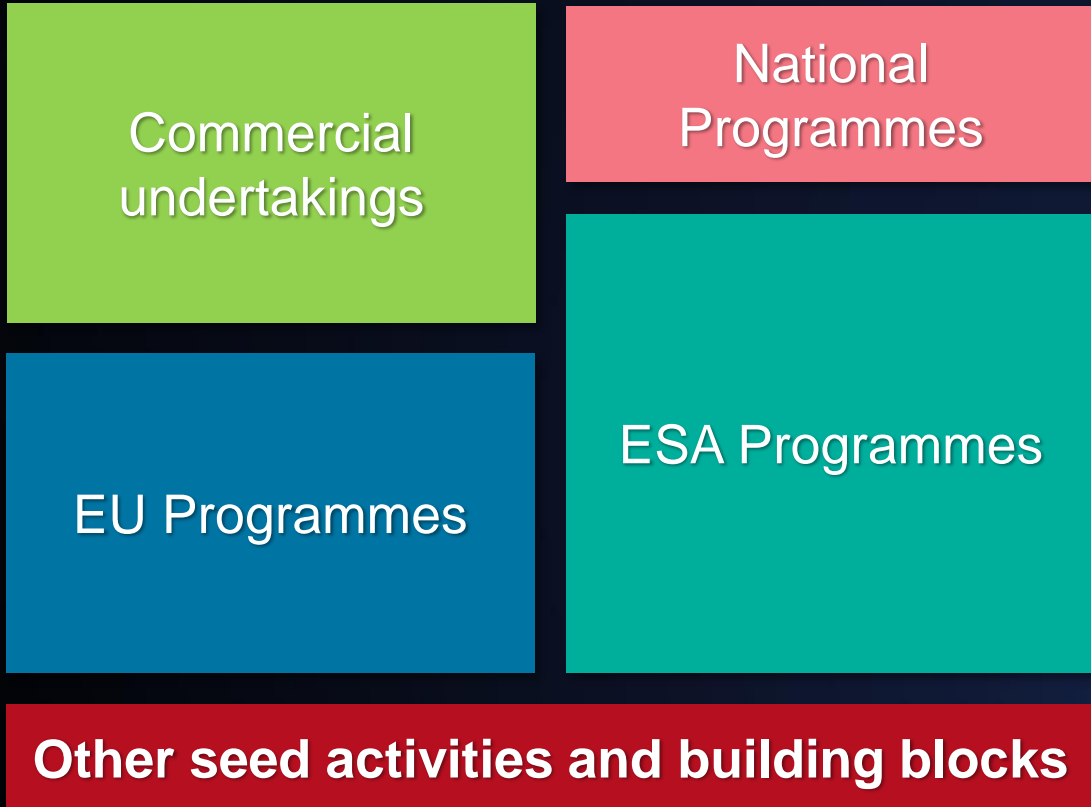 Commercial
undertakings
National
Programmes
EU Programmes
ESA Programmes
Other seed activities and building blocks